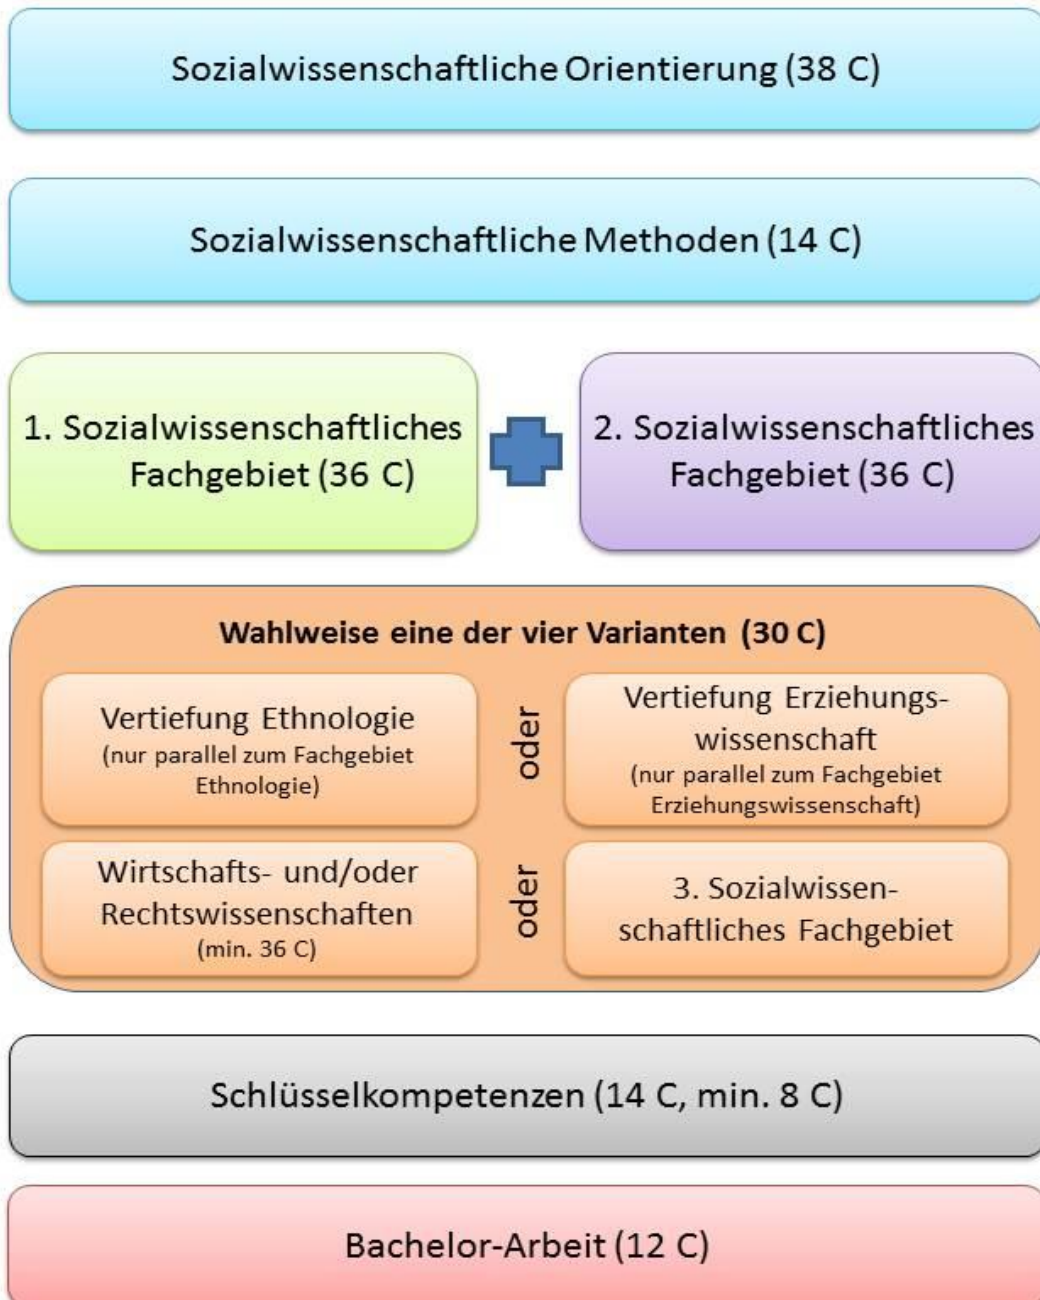 Sozialwissenschaftliche Orientierung (38 C)
Sozialwissenschaftliche Methoden (14 C)
1. Sozialwissenschaftliches
Fachgebiet (36 C)
2. Sozialwissenschaftliches
Fachgebiet (36 C)
Wahlweise eine der vier Varianten (30 C)
Vertiefung Ethnologie
(nur parallel zum Fachgebiet
Ethnologie)
oder
Vertiefung Erziehungs-
wissenschaft
(nur parallel zum Fachgebiet
Erziehungswissenschaft)
Wirtschafts- und/oder
Rechtswissenschaften
(min. 36 C)
oder
3. Sozialwissen-
schaftliches Fachgebiet
Schlüsselkompetenzen (14 C, min. 8 C)
Bachelor-Arbeit (12 C)